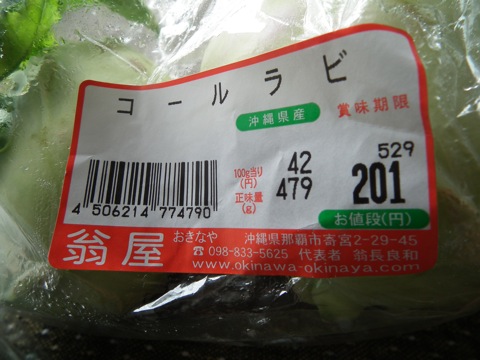 コールラビ
沖縄県産 賞味期限
529
100g当り(円) 42
正味量(g) 479
201
お値段(円)
4 506214 774790
翁屋 おきなや 沖縄県那覇市寄宮2-29-45
☎098-833-5625 代表者 翁長良和
www.okinawa-okinaya.com